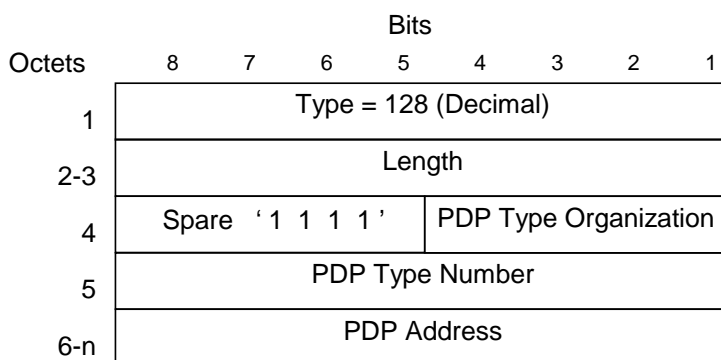 Bits
Octets 8 7 6 5 4 3 2 1
1 Type = 128 (Decimal)
2-3 Length
4 Spare ‘ 1 1 1 1 ’ PDP Type Organization
5 PDP Type Number
6-n PDP Address